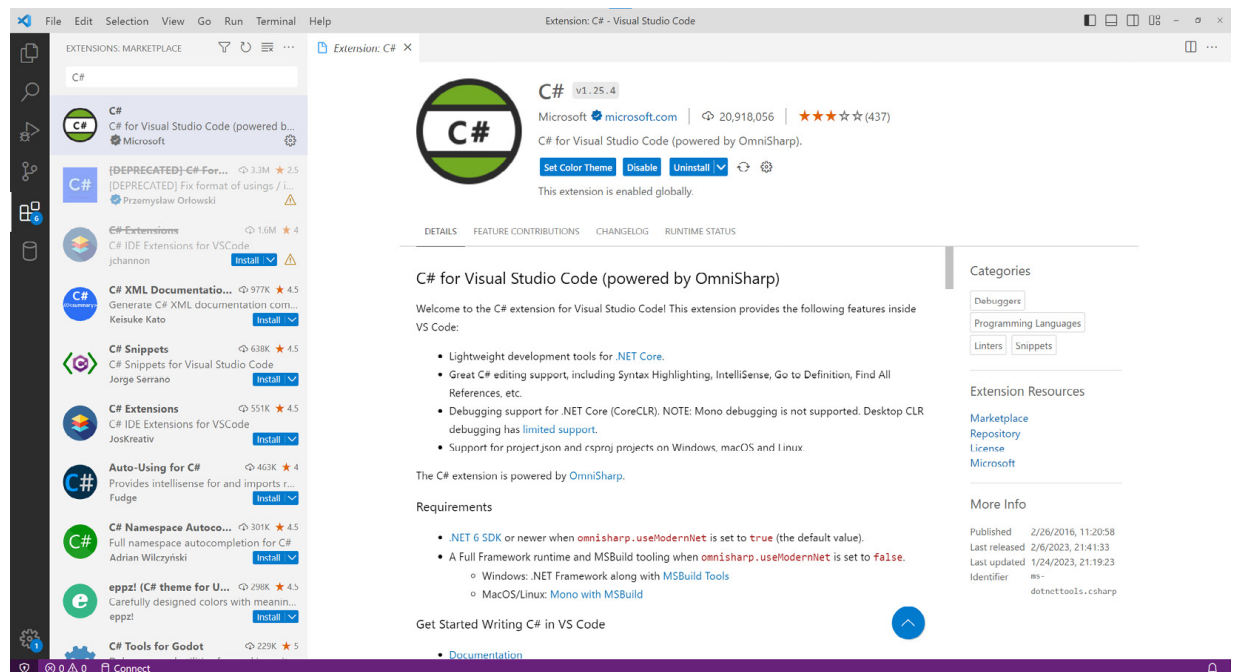 File Edit Selection View Go Run Terminal Help
Extension: C# - Visual Studio Code
EXTENSIONS: MARKETPLACE
C#
C#
C#
C# for Visual Studio Code (powered b...
Microsoft
C#
[DEPRECATED] C# For... 3.3M ★ 2.5
[DEPRECATED] Fix format of usings / i...
Przemysław Orłowski
C# Extensions 1.6M ★ 4
C# IDE Extensions for VSCode
jchannon Install
C#
C# XML Documentatio... 977K ★ 4.5
Generate C# XML documentation com...
Keisuke Kato Install
C# Snippets 638K ★ 4.5
C# Snippets for Visual Studio Code
Jorge Serrano Install
C# Extensions 551K ★ 4.5
C# IDE Extensions for VSCode
JosKreativ Install
C#
Auto-Using for C# 463K ★ 4
Provides intellisense for and imports r...
Fudge Install
C#
C# Namespace Autoco... 301K ★ 4.5
Full namespace autocompletion for C#
Adrian Wilczyński Install
e
eppz! (C# theme for U... 298K ★ 4.5
Carefully designed colors with meanin...
eppz! Install
C# Tools for Godot 229K ★ 5
6
1
0 0 Connect
Extension: C#
C#
C# v1.25.4
Microsoft microsoft.com | 20,918,056 | ★★★☆☆(437)
C# for Visual Studio Code (powered by OmniSharp).
Set Color Theme Disable Uninstall
This extension is enabled globally.
DETAILS FEATURE CONTRIBUTIONS CHANGELOG RUNTIME STATUS
C# for Visual Studio Code (powered by OmniSharp)
Welcome to the C# extension for Visual Studio Code! This extension provides the following features inside
VS Code:
• Lightweight development tools for .NET Core.
• Great C# editing support, including Syntax Highlighting, IntelliSense, Go to Definition, Find All
References, etc.
• Debugging support for .NET Core (CoreCLR). NOTE: Mono debugging is not supported. Desktop CLR
debugging has limited support.
• Support for project.json and csproj projects on Windows, macOS and Linux.
The C# extension is powered by OmniSharp.
Requirements
• .NET 6 SDK or newer when omnisharp.useModernNet is set to true (the default value).
• A Full Framework runtime and MSBuild tooling when omnisharp.useModernNet is set to false.
◦ Windows: .NET Framework along with MSBuild Tools
◦ MacOS/Linux: Mono with MSBuild
Get Started Writing C# in VS Code
• Documentation
Categories
Debuggers
Programming Languages
Linters Snippets
Extension Resources
Marketplace
Repository
License
Microsoft
More Info
Published 2/26/2016, 11:20:58
Last released 2/6/2023, 21:41:33
Last updated 1/24/2023, 21:19:23
Identifier ms-
dotnettools.csharp